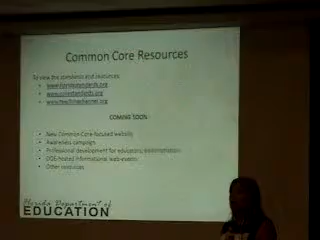 Common Core Resources
To view the standards and resources:
• www.floridastandards.org
• www.corestandards.org
• www.teachingchannel.org
COMING SOON
• New Common Core-focused website
• Awareness campaign
• Professional development for educators, administrators
• DOE-hosted informational web-events
• Other resources
Florida Department of
EDUCATION